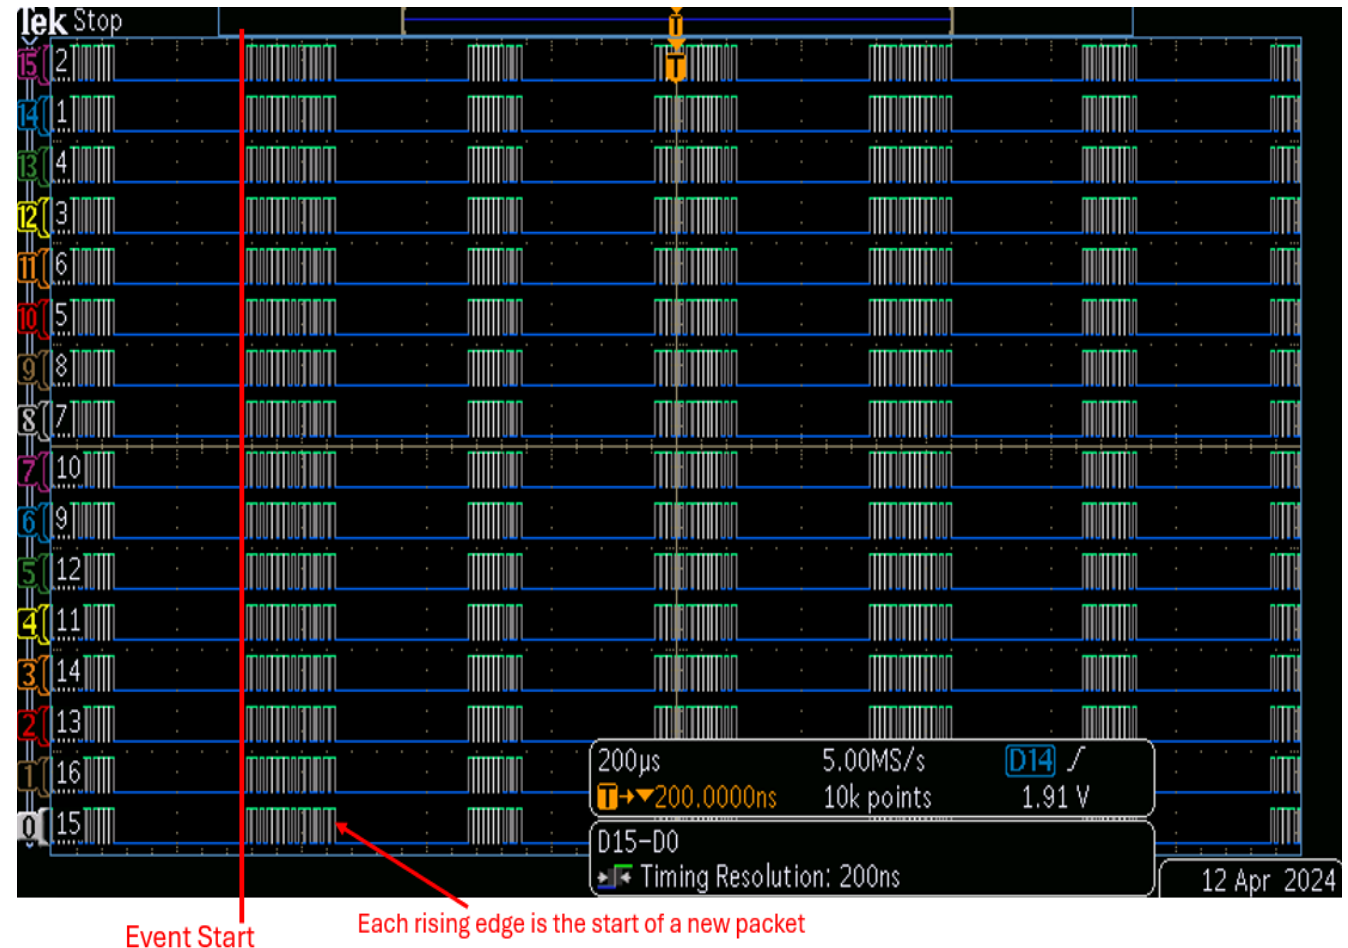 Tek Stop
T
15 2
T
14 1
13 4
12 3
11 6
10 5
9 8
8 7
7 10
6 9
5 12
4 11
3 14
2 13
1 16
0 15
200µs 5.00MS/s D14
T→▼200.0000ns 10k points 1.91 V
D15-D0
Timing Resolution: 200ns
12 Apr 2024
Each rising edge is the start of a new packet
Event Start